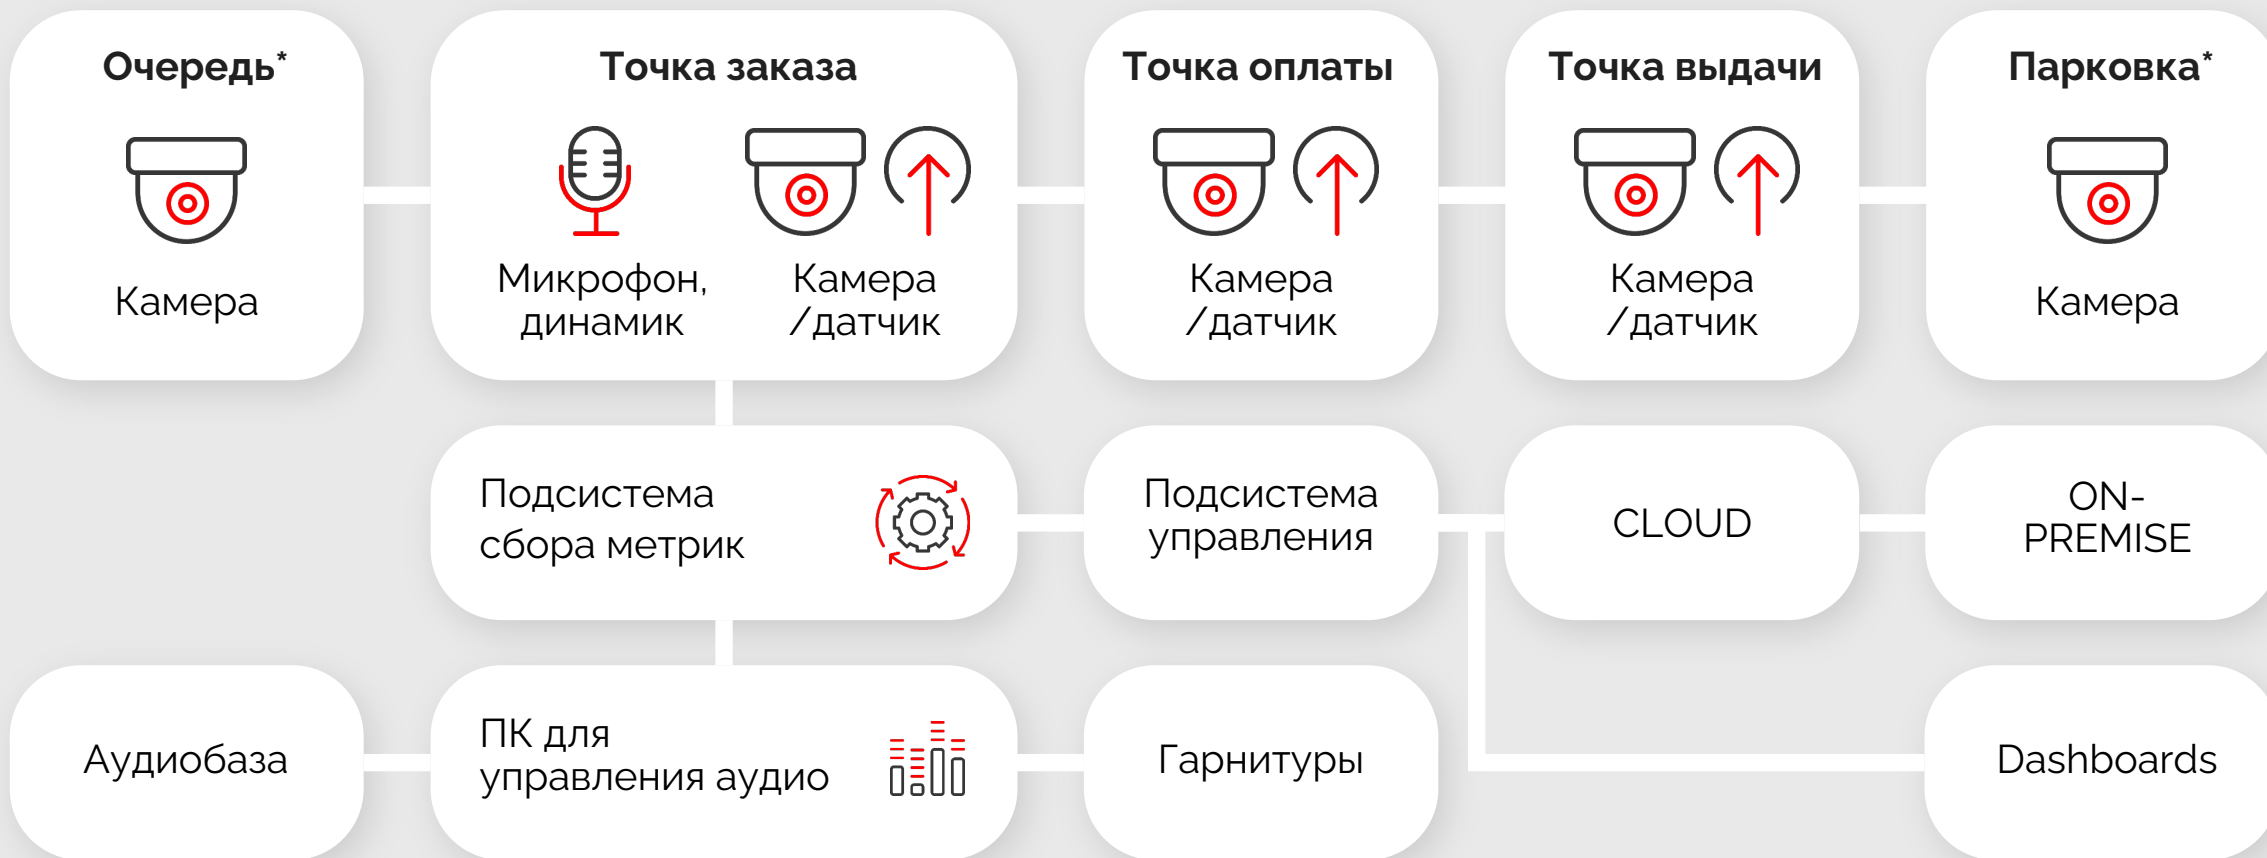 Очередь*
Камера
Точка заказа
Микрофон,
динамик
Камера
/датчик
Точка оплаты
Камера
/датчик
Точка выдачи
Камера
/датчик
Парковка*
Камера
Подсистема
сбора метрик
Подсистема
управления
CLOUD
ON-
PREMISE
Аудиобаза
ПК для
управления аудио
Гарнитуры
Dashboards